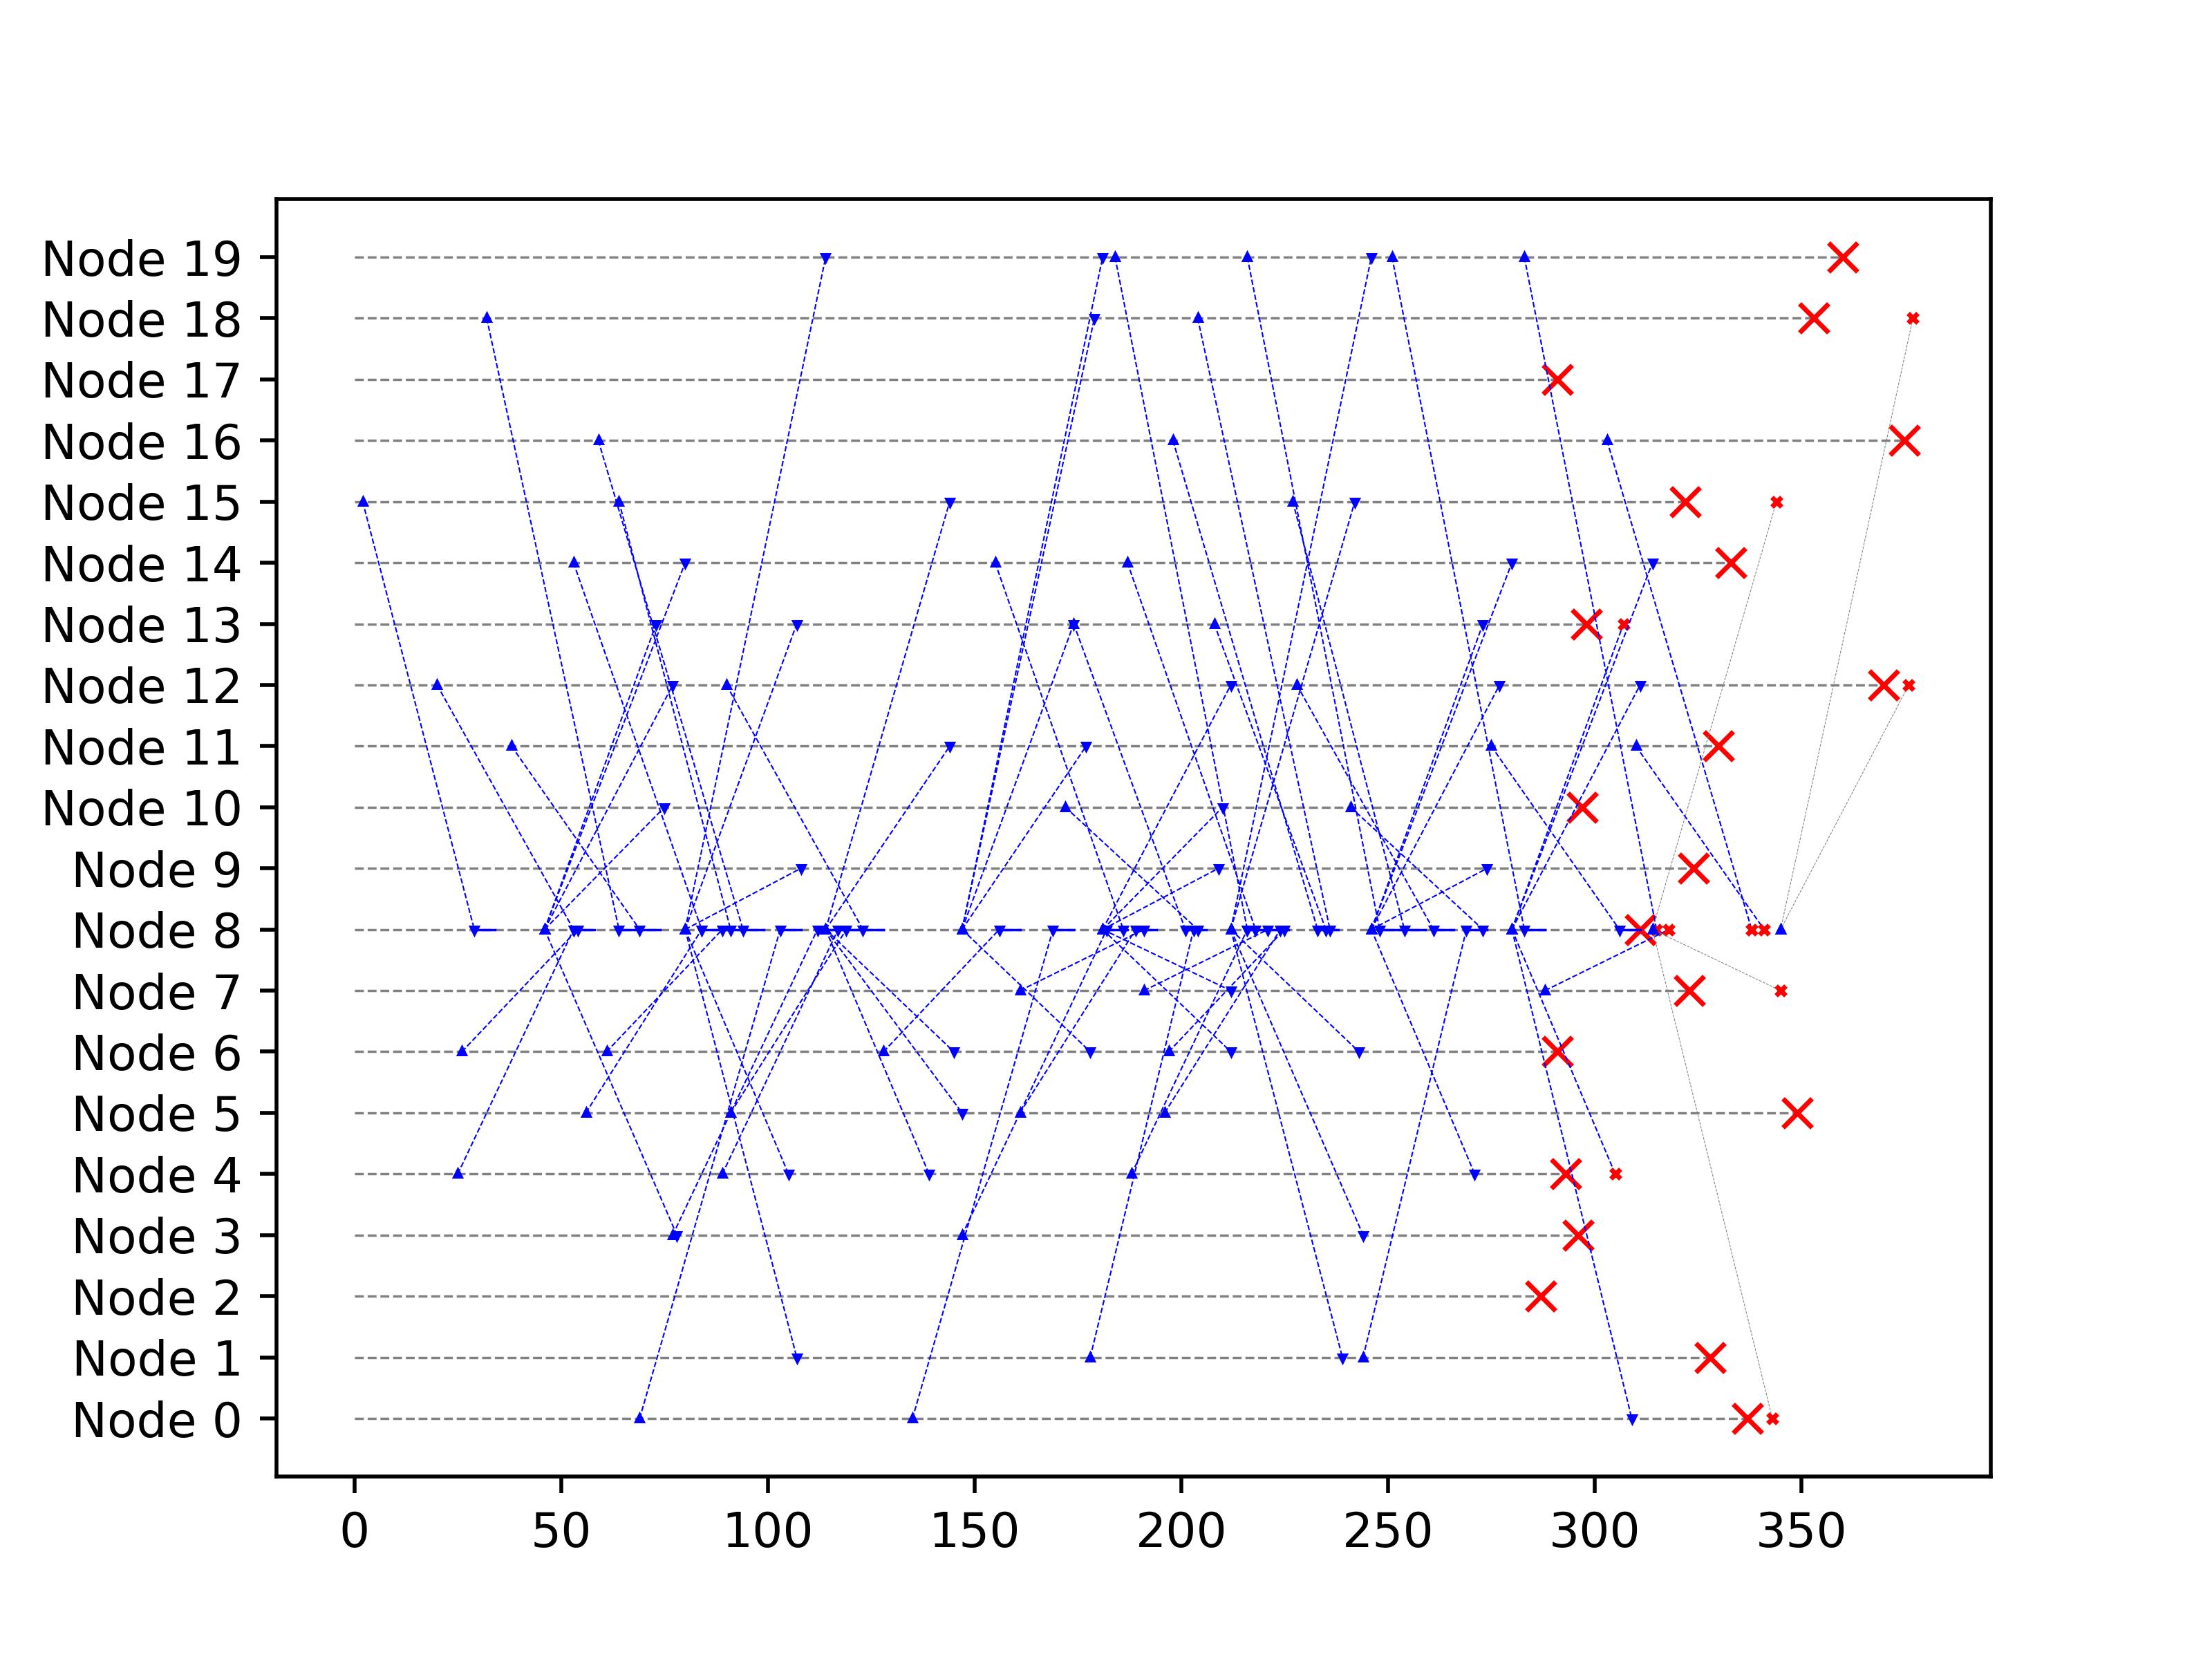 Node 19
Node 18
Node 17
Node 16
Node 15
Node 14
Node 13
Node 12
Node 11
Node 10
Node 9
Node 8
Node 7
Node 6
Node 5
Node 4
Node 3
Node 2
Node 1
Node 0
0 50 100 150 200 250 300 350